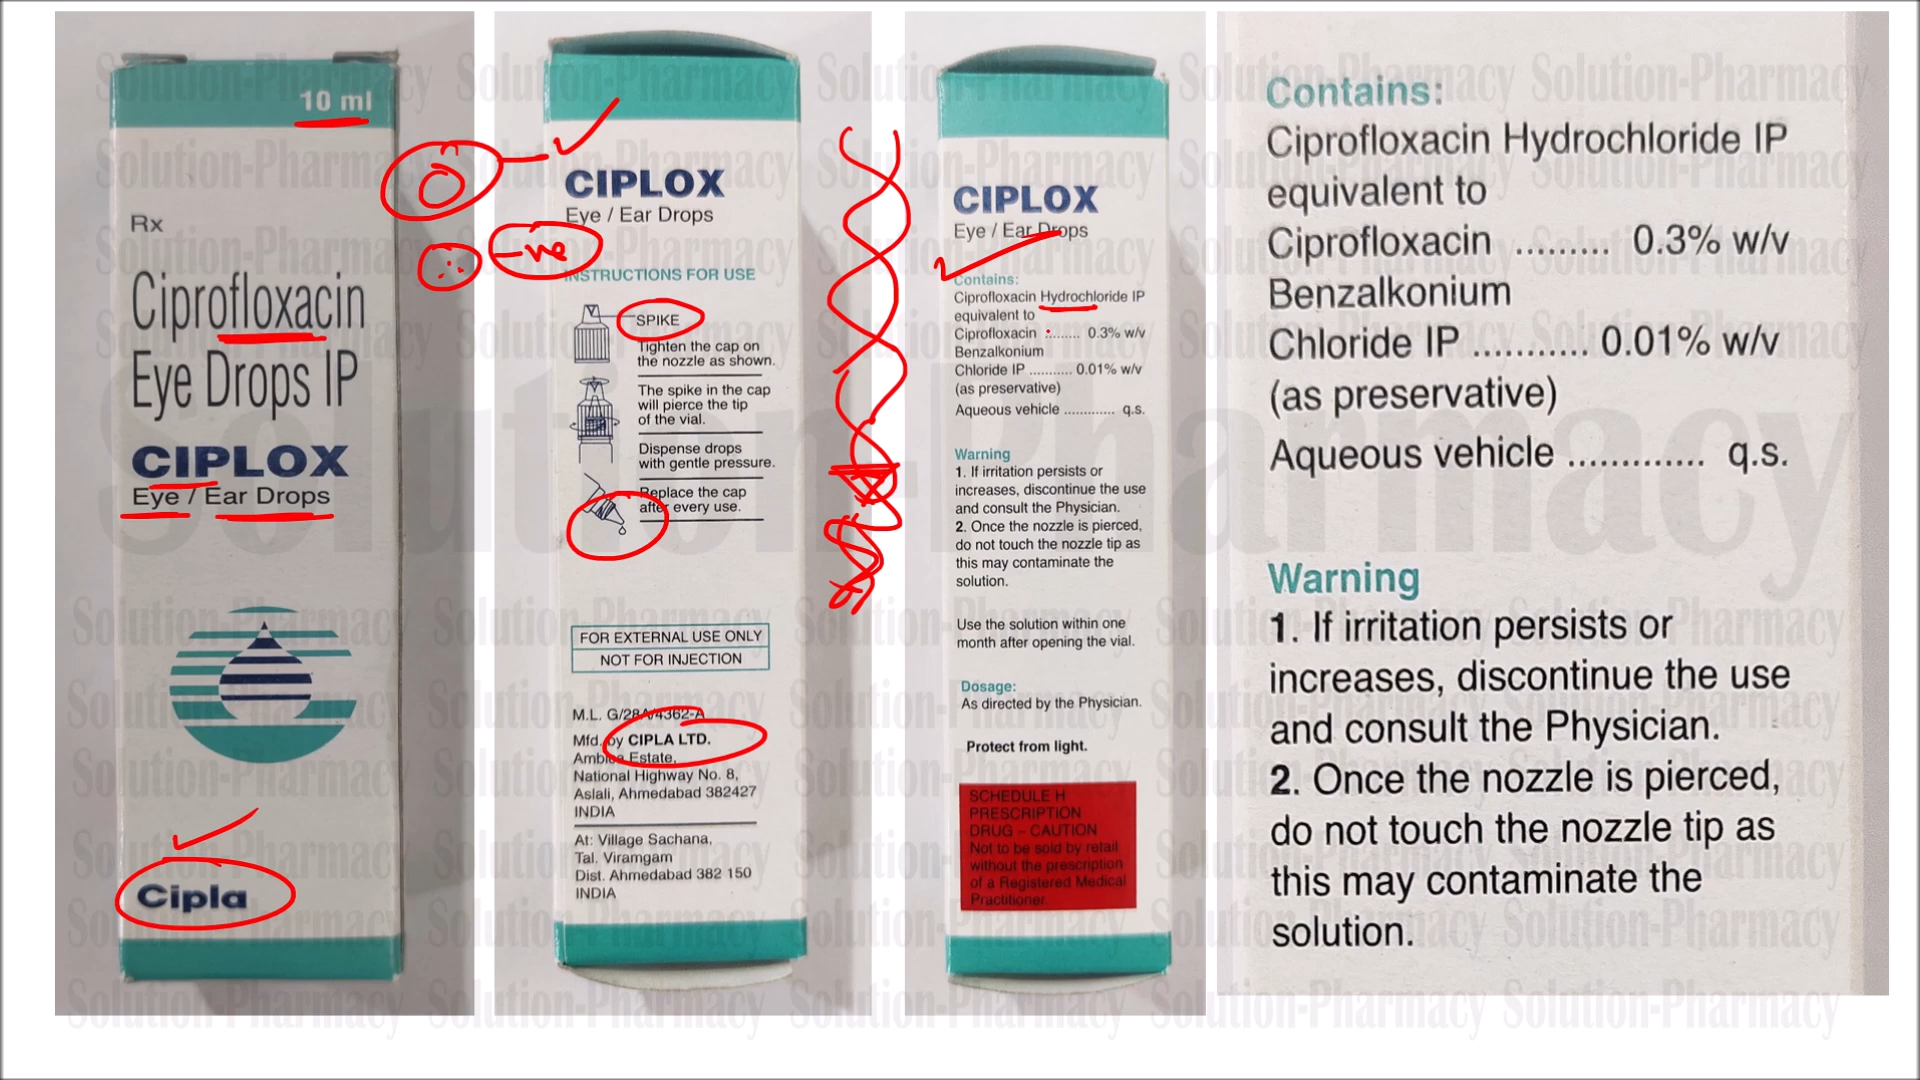 10 ml
Rx
Ciprofloxacin
Eye Drops IP
CIPLOX
Eye / Ear Drops
Cipla
-ve
CIPLOX
Eye / Ear Drops
INSTRUCTIONS FOR USE
SPIKE
Tighten the cap on
the nozzle as shown.
The spike in the cap
will pierce the tip
of the vial.
Dispense drops
with gentle pressure.
Replace the cap
after every use.
FOR EXTERNAL USE ONLY
NOT FOR INJECTION
M.L. G/28A/4362-A
Mfd. by CIPLA LTD.
Ambica Estate,
National Highway No. 8,
Aslali, Ahmedabad 382427
INDIA
At: Village Sachana,
Tal. Viramgam
Dist. Ahmedabad 382 150
INDIA
CIPLOX
Eye / Ear Drops
Contains:
Ciprofloxacin Hydrochloride IP
equivalent to
Ciprofloxacin ......... 0.3% w/v
Benzalkonium
Chloride IP ........... 0.01% w/v
(as preservative)
Aqueous vehicle ............. q.s.
Warning
1. If irritation persists or
increases, discontinue the use
and consult the Physician.
2. Once the nozzle is pierced,
do not touch the nozzle tip as
this may contaminate the
solution.
Use the solution within one
month after opening the vial.
Dosage:
As directed by the Physician.
Protect from light.
SCHEDULE H
PRESCRIPTION
DRUG – CAUTION
Not to be sold by retail
without the prescription
of a Registered Medical
Practitioner.
Contains:
Ciprofloxacin Hydrochloride IP
equivalent to
Ciprofloxacin ......... 0.3% w/v
Benzalkonium
Chloride IP ........... 0.01% w/v
(as preservative)
Aqueous vehicle ............. q.s.
Warning
1. If irritation persists or
increases, discontinue the use
and consult the Physician.
2. Once the nozzle is pierced,
do not touch the nozzle tip as
this may contaminate the
solution.
Solution-Pharmacy